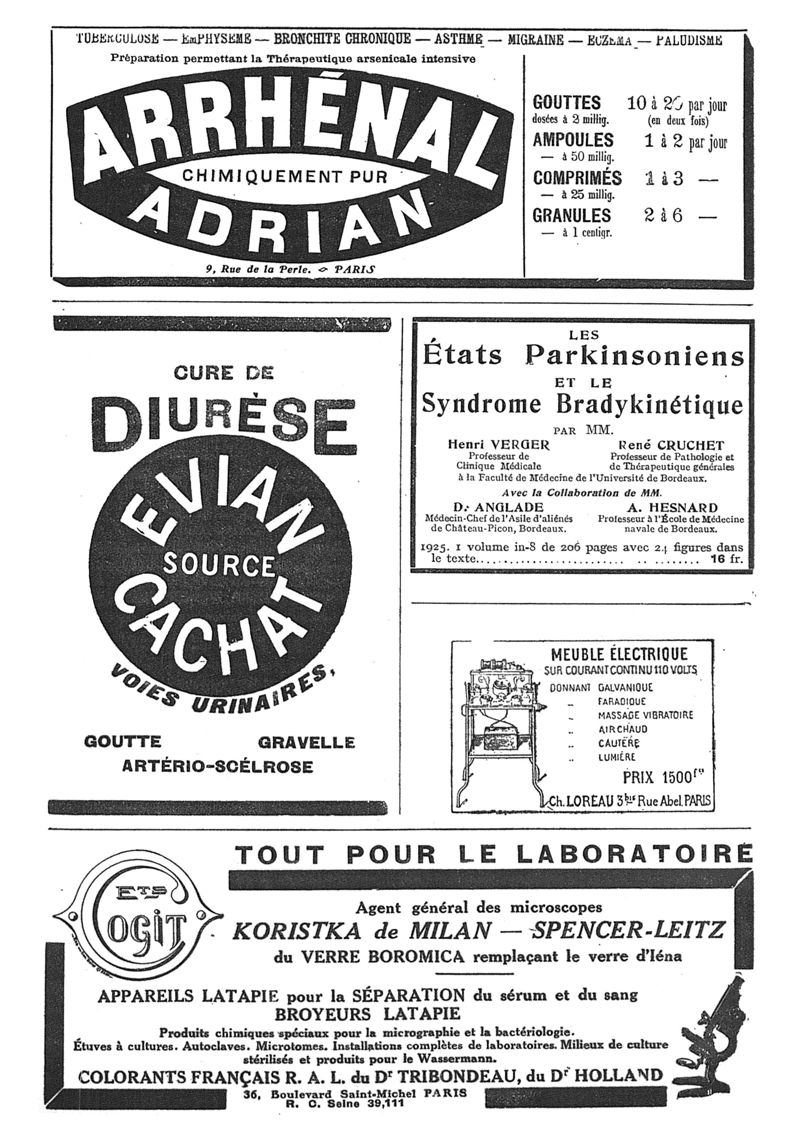 TUBERCULOSE — EMPHYSÈME — BRONCHITE CHRONIQUE — ASTHME — MIGRAINE — ECZEMA — PALUDISME
Préparation permettant la Thérapeutique arsenicale intensive
ARRHÉNAL
CHIMIQUEMENT PUR
ADRIAN
9, Rue de la Perle. PARIS
GOUTTES 10 à 20 par jour
dosées à 2 millig. (en deux fois)
AMPOULES 1 à 2 par jour
— à 50 millig.
COMPRIMÉS 1 à 3 —
— à 25 millig.
GRANULES 2 à 6 —
— à 1 centigr.
CURE DE
DIURÈSE
EVIAN
SOURCE
CACHAT
VOIES URINAIRES,
GOUTTE GRAVELLE
ARTÉRIO-SCÉLROSE
LES
États Parkinsoniens
ET LE
Syndrome Bradykinétique
PAR MM.
Henri VERGER René CRUCHET
Professeur de Professeur de Pathologie et
Clinique Médicale de Thérapeutique générales
à la Faculté de Médecine de l'Université de Bordeaux.
Avec la Collaboration de MM.
D. ANGLADE A. HESNARD
Médecin-Chef de l'Asile d'aliénés Professeur à l'École de Médecine
de Château-Picon, Bordeaux. navale de Bordeaux.
1925. 1 volume in-8 de 206 pages avec 24 figures dans
le texte........................ .. ........ 16 fr.
MEUBLE ÉLECTRIQUE
SUR COURANT CONTINU 110 VOLTS
DONNANT GALVANIQUE
„ FARADIQUE
„ MASSAGE VIBRATOIRE
„ AIR CHAUD
„ CAUTÈRE
„ LUMIÈRE
PRIX 1500 frs
Ch. LOREAU 3bis Rue Abel. PARIS
TOUT POUR LE LABORATOIRE
ETS
COGIT
Agent général des microscopes
KORISTKA de MILAN — SPENCER-LEITZ
du VERRE BOROMICA remplaçant le verre d'Iéna
APPAREILS LATAPIE pour la SÉPARATION du sérum et du sang
BROYEURS LATAPIE
Produits chimiques spéciaux pour la micrographie et la bactériologie.
Étuves à cultures. Autoclaves. Microtomes. Installations complètes de laboratoires. Milieux de culture
stérilisés et produits pour le Wassermann.
COLORANTS FRANÇAIS R. A. L. du Dr TRIBONDEAU, du Dr HOLLAND
36, Boulevard Saint-Michel PARIS
R. C. Seine 39,111